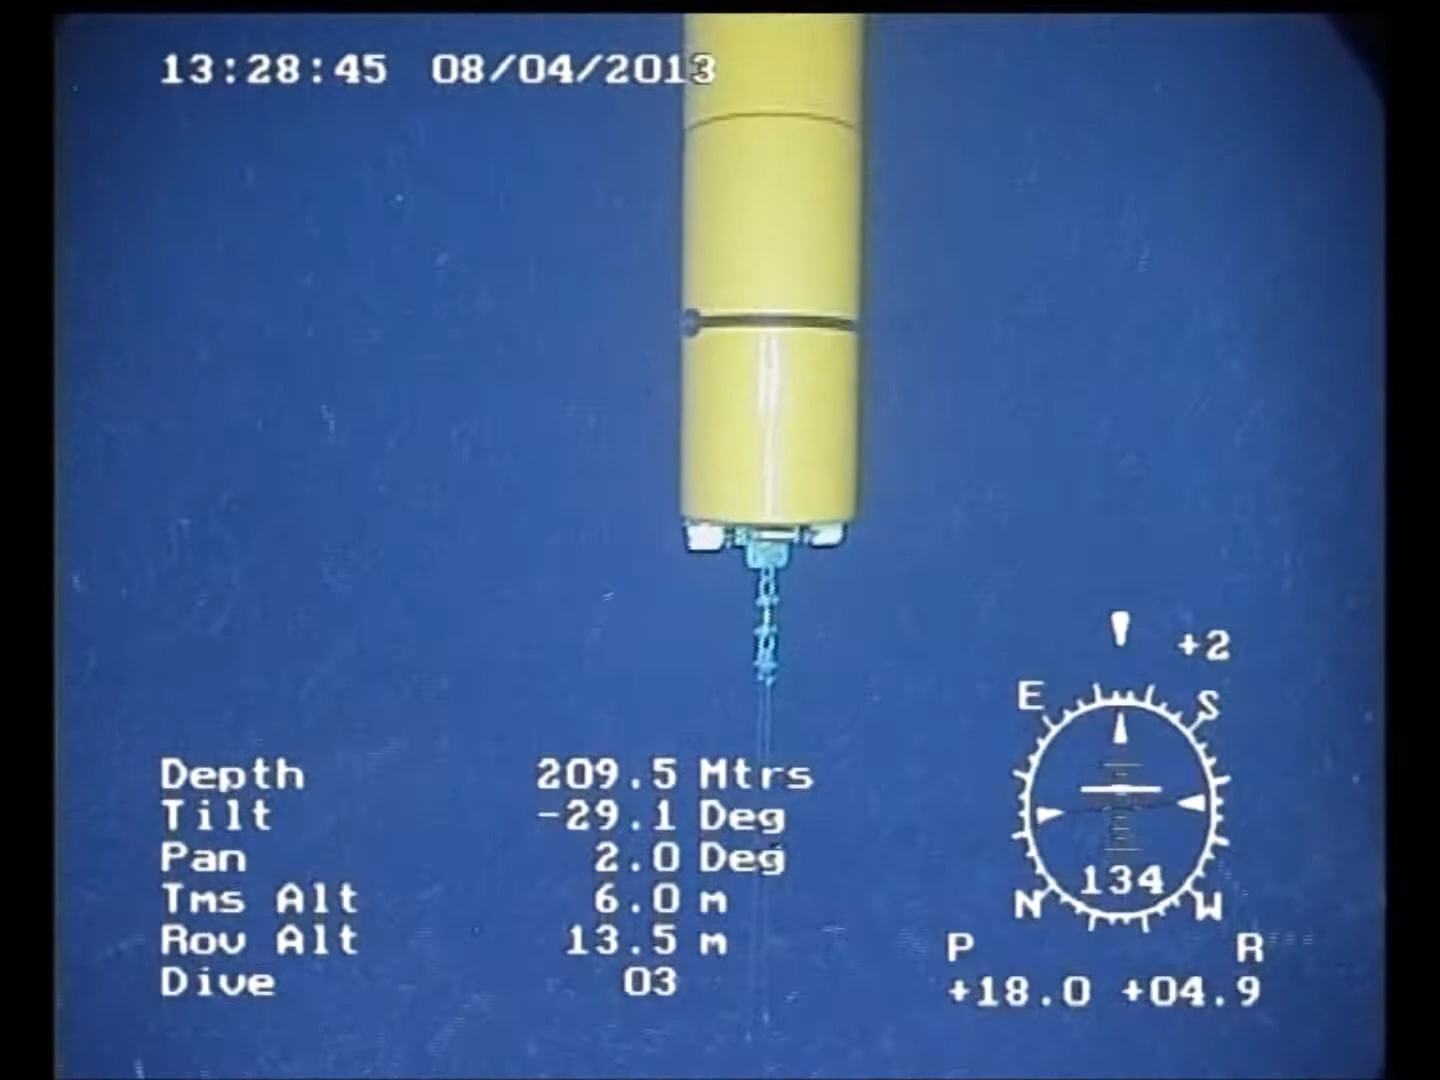 13:28:45 08/04/2013
+2
E S
Depth 209.5 Mtrs
Tilt -29.1 Deg
Pan 2.0 Deg
134
Tms Alt 6.0 m
N W
Rov Alt 13.5 m
P R
Dive 03
+18.0 +04.9